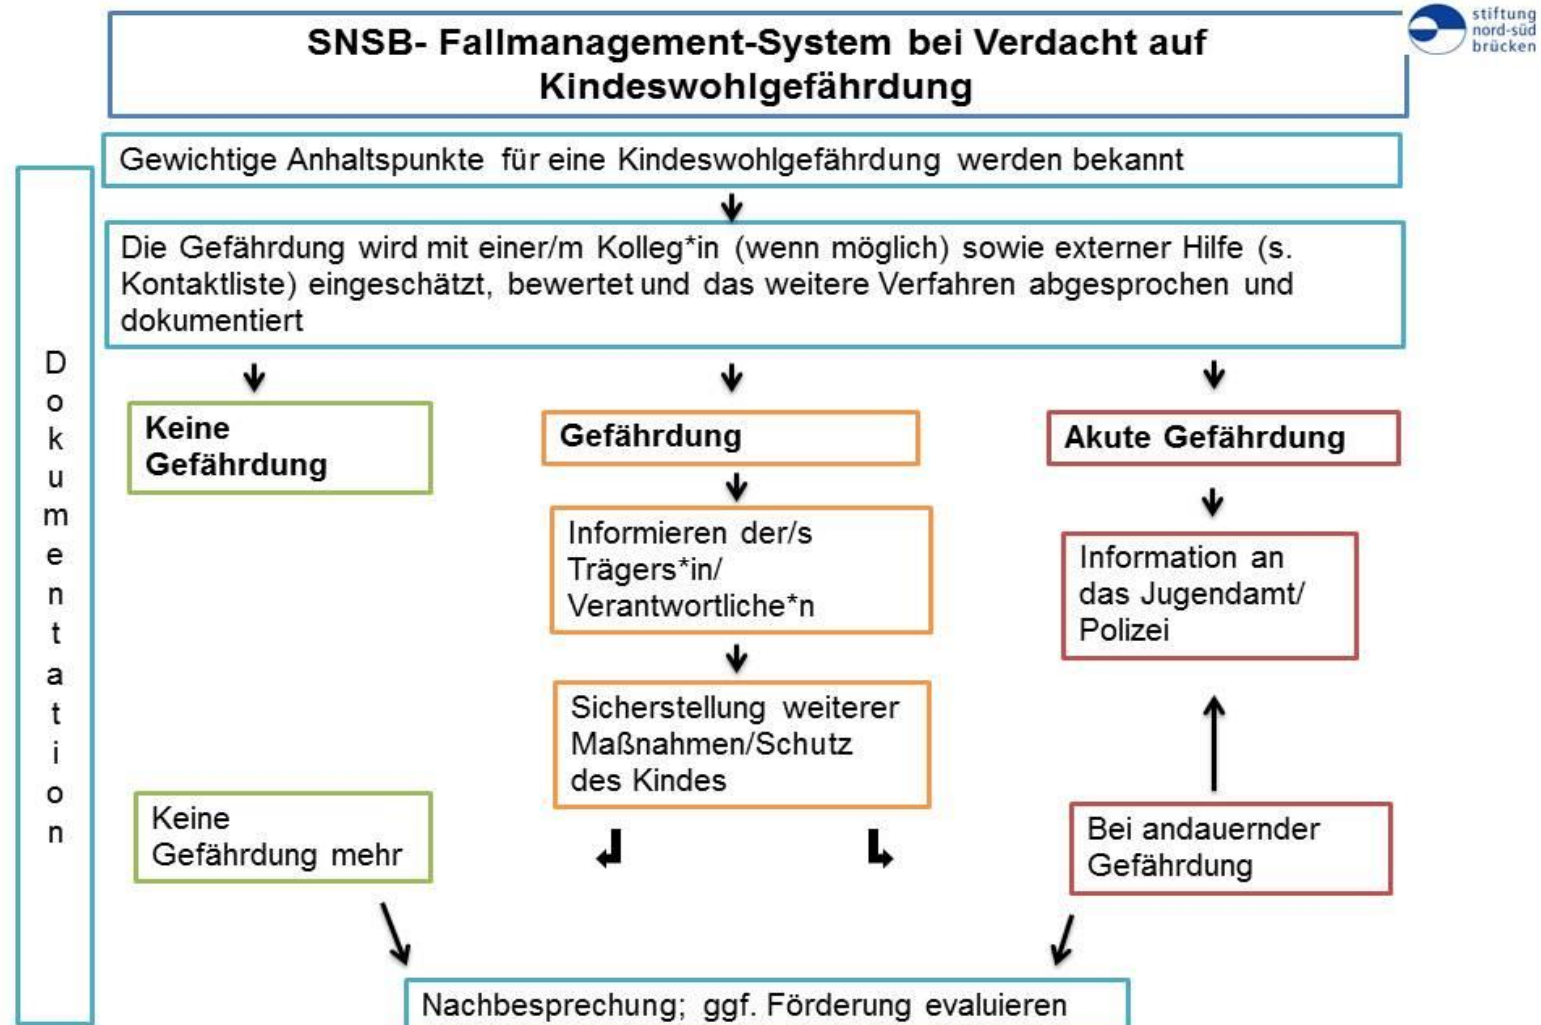 stiftung
nord-süd
brücken
SNSB- Fallmanagement-System bei Verdacht auf
Kindeswohlgefährdung
Gewichtige Anhaltspunkte für eine Kindeswohlgefährdung werden bekannt
Die Gefährdung wird mit einer/m Kolleg*in (wenn möglich) sowie externer Hilfe (s.
Kontaktliste) eingeschätzt, bewertet und das weitere Verfahren abgesprochen und
dokumentiert
Dokumentation
Keine
Gefährdung
Gefährdung
Akute Gefährdung
Informieren der/s
Trägers*in/
Verantwortliche*n
Information an
das Jugendamt/
Polizei
Sicherstellung weiterer
Maßnahmen/Schutz
des Kindes
Keine
Gefährdung mehr
Bei andauernder
Gefährdung
Nachbesprechung; ggf. Förderung evaluieren